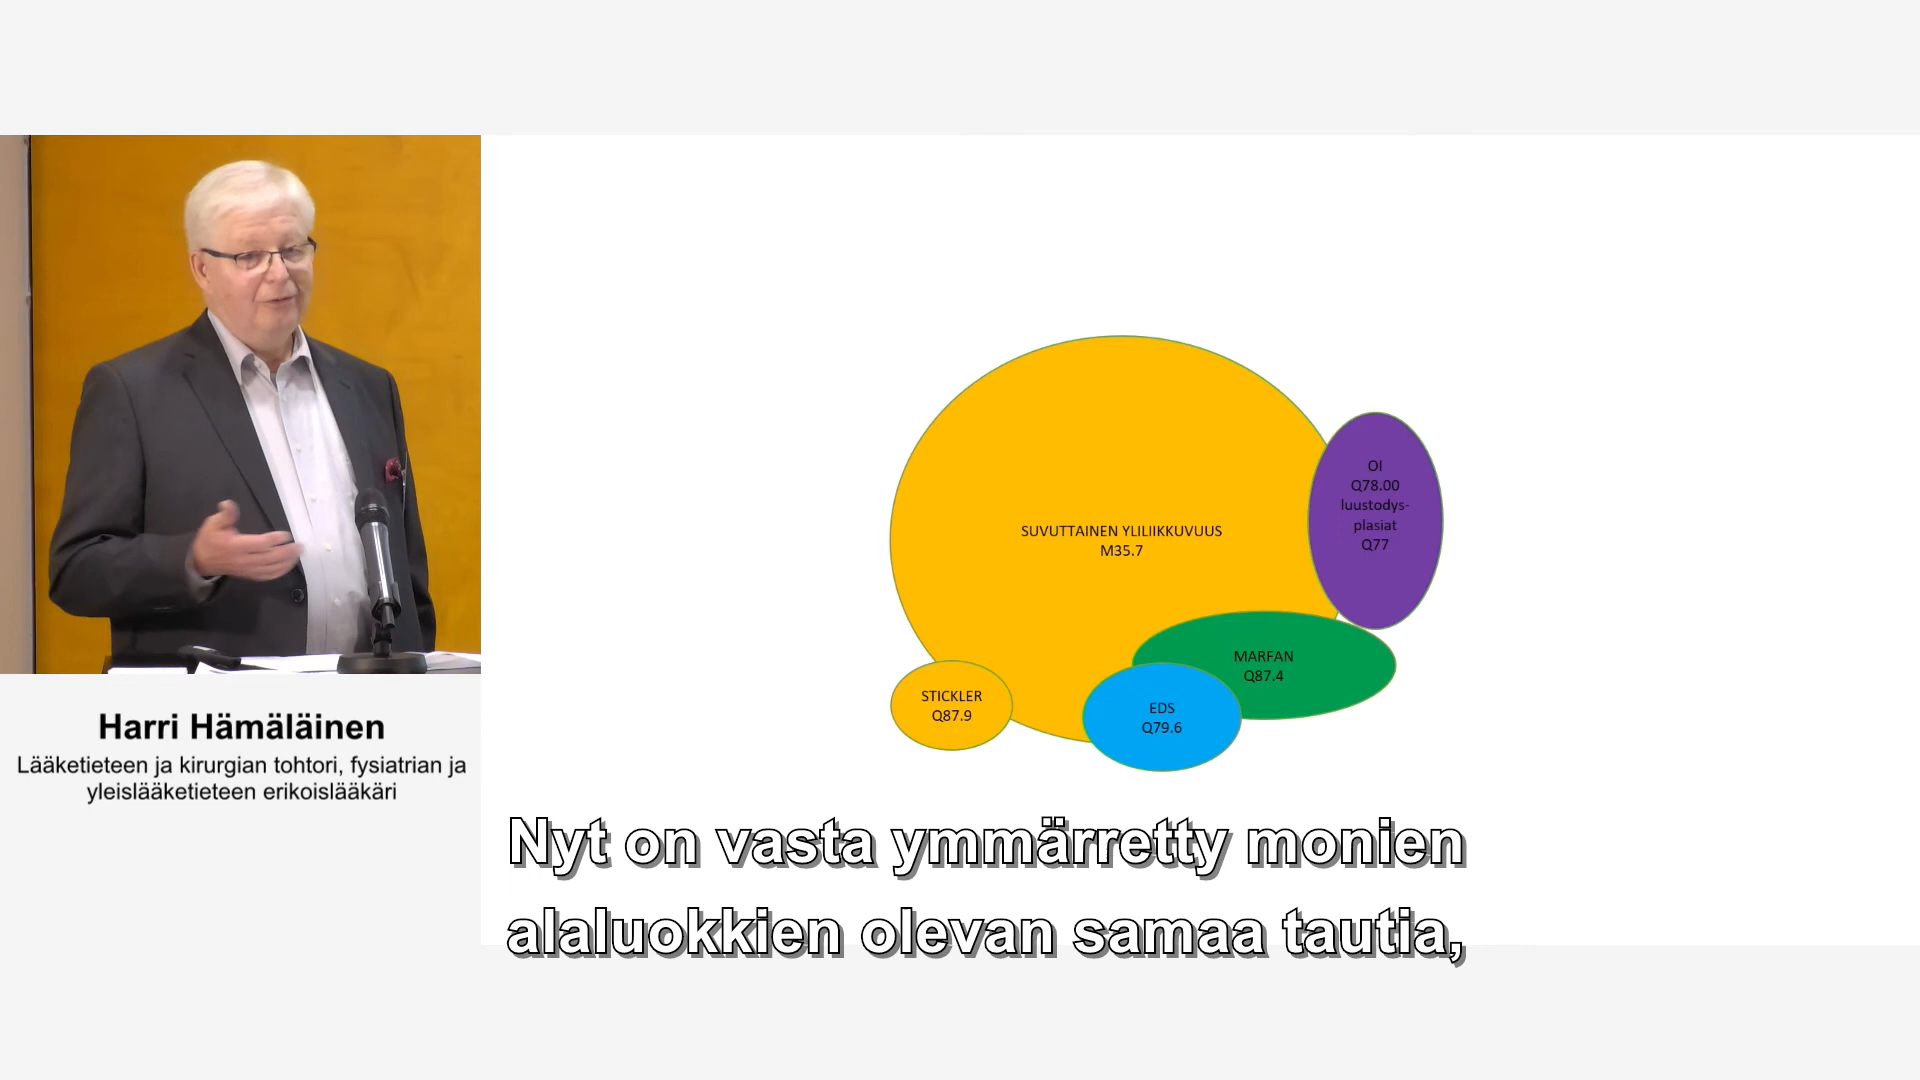 Harri Hämäläinen
Lääketieteen ja kirurgian tohtori, fysiatrian ja
yleislääketieteen erikoislääkäri
SUVUTTAINEN YLILIIKKUVUUS
M35.7
OI
Q78.00
luustodys-
plasiat
Q77
MARFAN
Q87.4
STICKLER
Q87.9
EDS
Q79.6
Nyt on vasta ymmärretty monien
alaluokkien olevan samaa tautia,